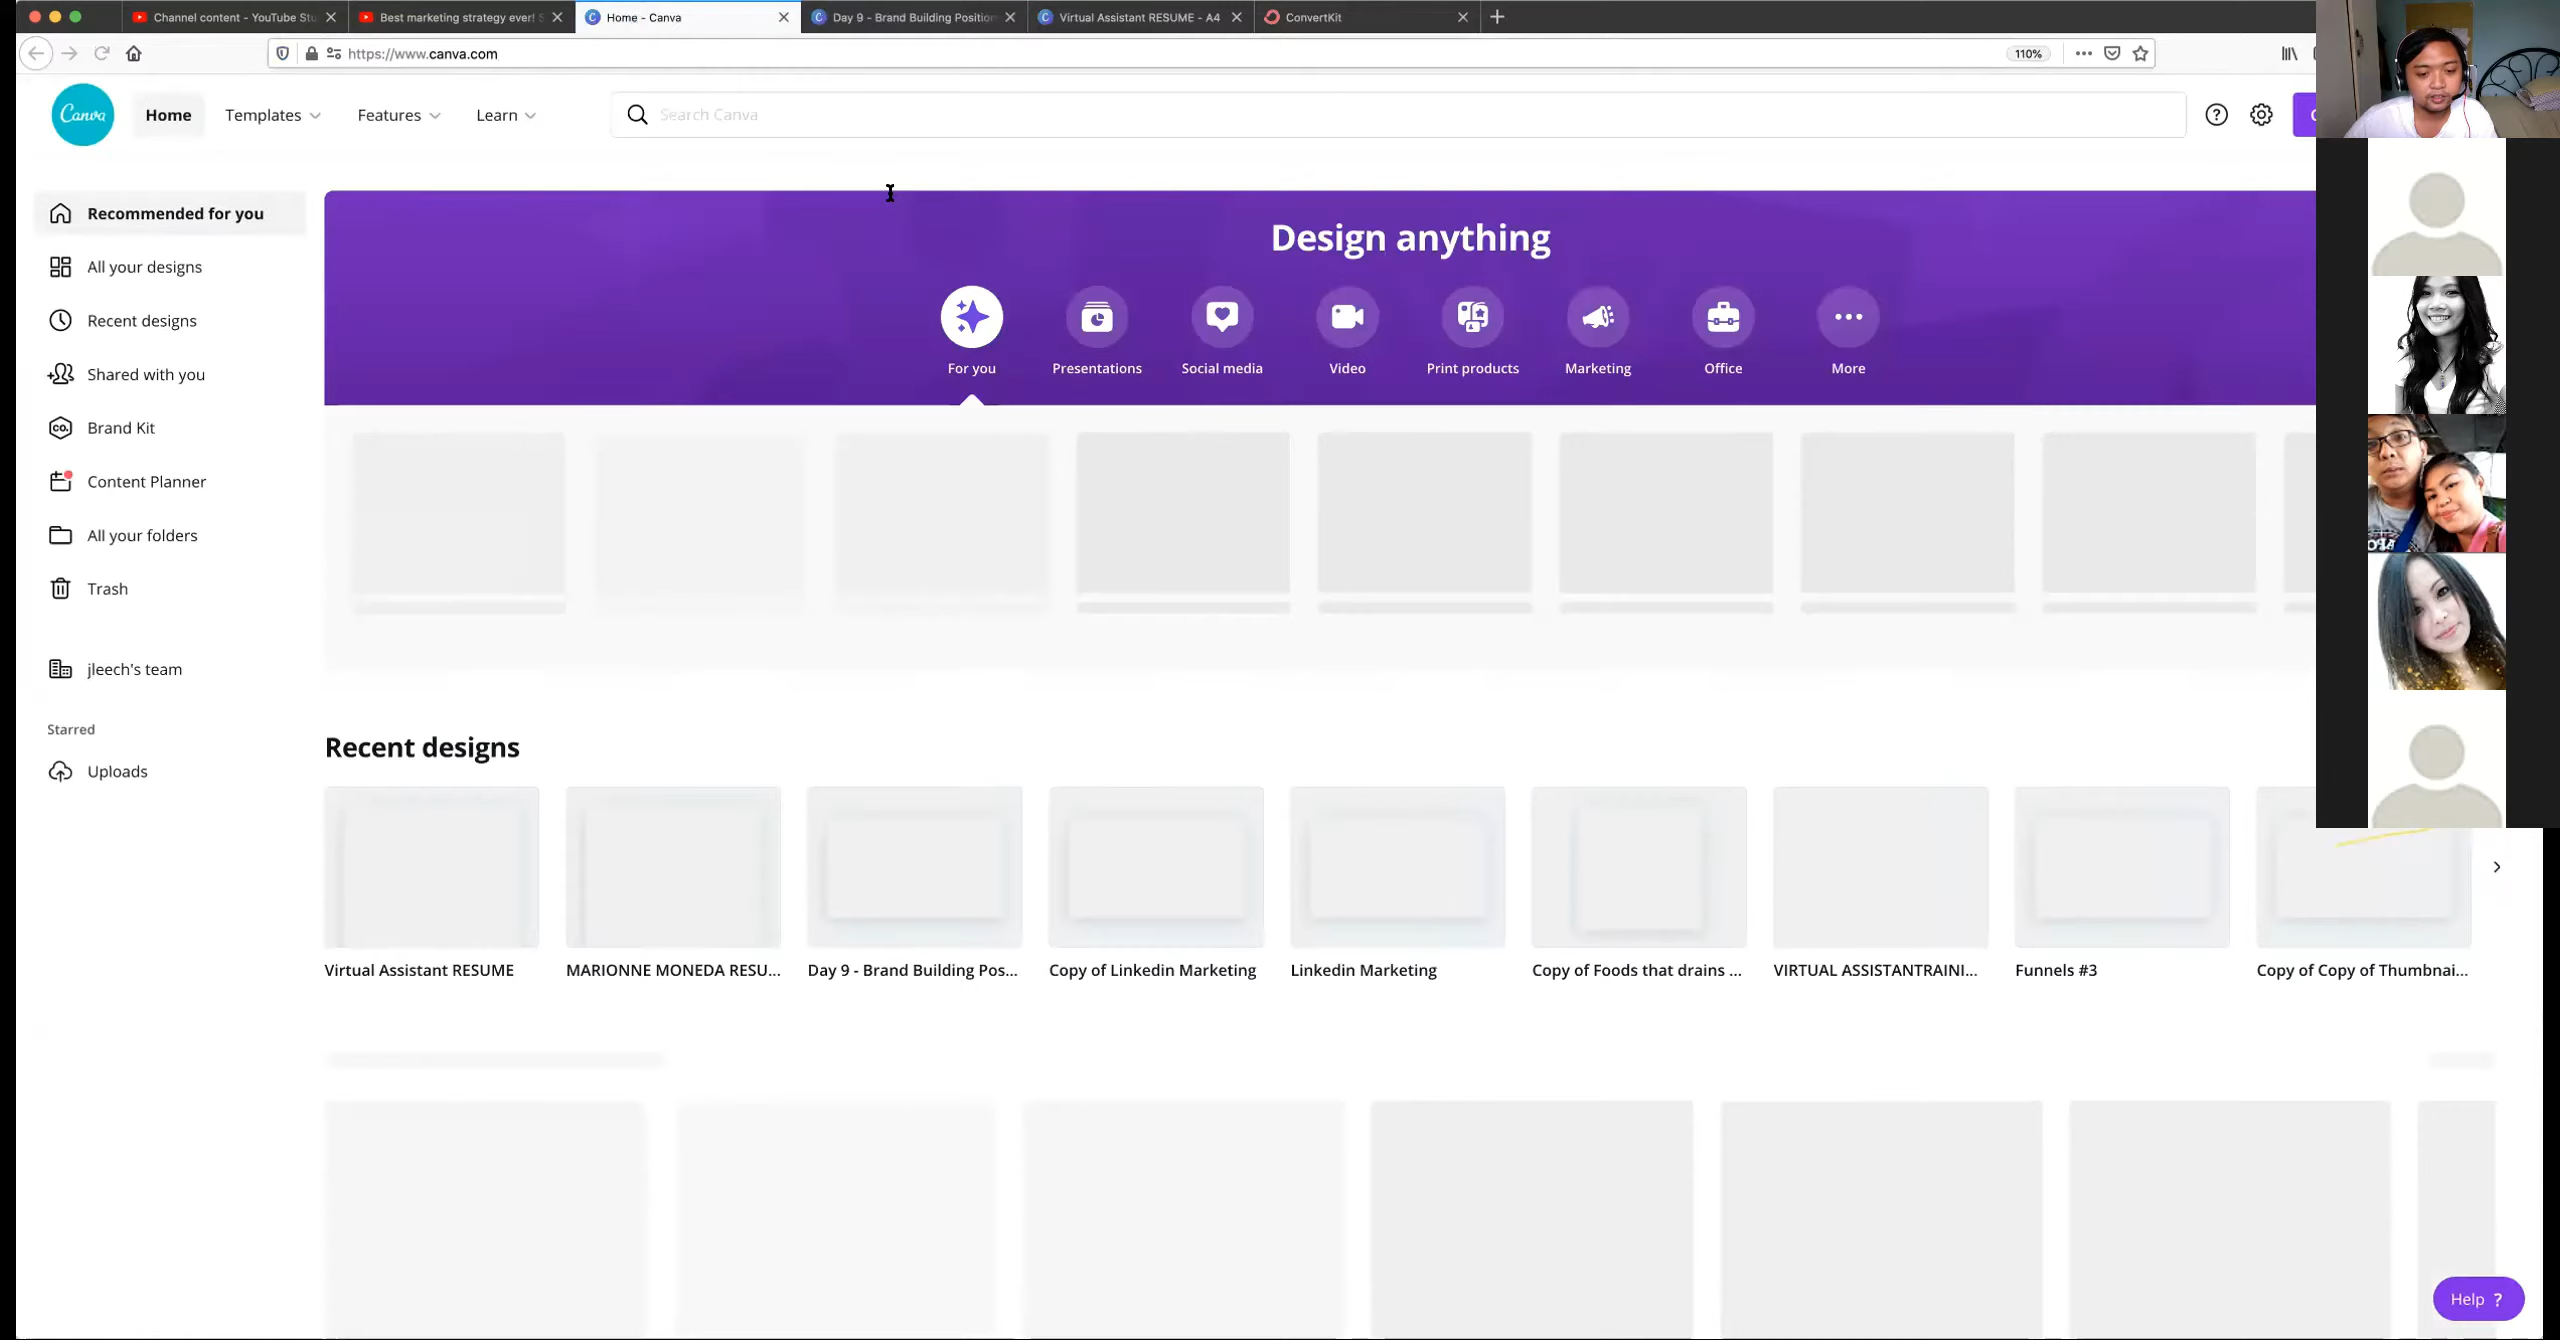 Channel content - YouTube Stu
Best marketing strategy ever! S
Home - Canva
Day 9 - Brand Building Position
Virtual Assistant RESUME - A4
ConvertKit
https://www.canva.com
110%
Canva
Home
Templates
Features
Learn
Search Canva
Recommended for you
All your designs
Recent designs
Shared with you
Brand Kit
CO.
Content Planner
All your folders
Trash
jleech's team
Starred
Uploads
Design anything
For you
Presentations
Social media
Video
Print products
Marketing
Office
More
Recent designs
Virtual Assistant RESUME
MARIONNE MONEDA RESU...
Day 9 - Brand Building Pos...
Copy of Linkedin Marketing
Linkedin Marketing
Copy of Foods that drains ...
VIRTUAL ASSISTANTRAINI...
Funnels #3
Copy of Copy of Thumbnai...
Help ?